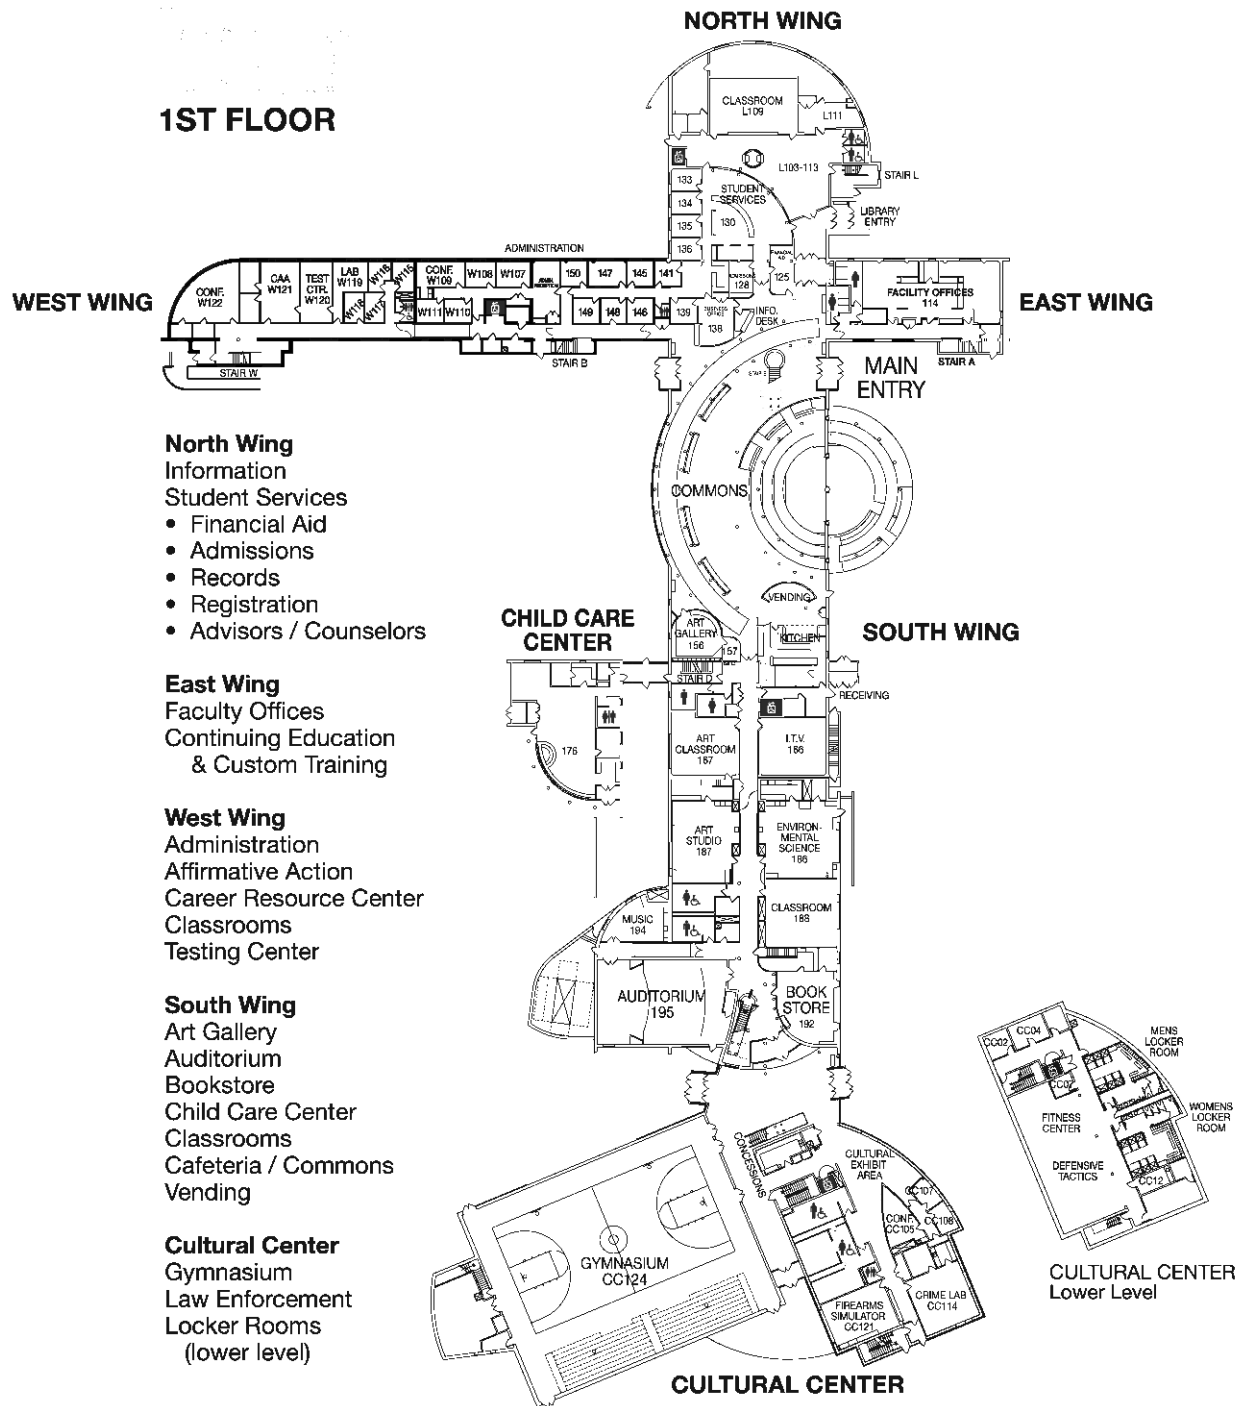 NORTH WING
1ST FLOOR
CLASSROOM
L109
L111
L103-113
STAIR L
133
STUDENT
SERVICES
134
LIBRARY
ENTRY
135
130
136
ADMINISTRATION
WEST WING
CONF.
W122
CAA
W121
TEST
CTR.
W120
LAB
W119
W116
W115
W118
W117
CONF.
W109
W108
W107
W111
W110
150
147
145
141
149
148
146
139
138
128
125
INFO.
DESK
FACILITY OFFICES
114
EAST WING
STAIR W
STAIR B
STAIR A
MAIN
ENTRY
North Wing
Information
Student Services
• Financial Aid
• Admissions
• Records
• Registration
• Advisors / Counselors
COMMONS
VENDING
CHILD CARE
CENTER
ART
GALLERY
156
157
KITCHEN
SOUTH WING
STAIR D
RECEIVING
East Wing
Faculty Offices
Continuing Education
& Custom Training
176
ART
CLASSROOM
167
I.T.V.
166
West Wing
Administration
Affirmative Action
Career Resource Center
Classrooms
Testing Center
ART
STUDIO
187
ENVIRON-
MENTAL
SCIENCE
186
MUSIC
194
CLASSROOM
188
AUDITORIUM
195
BOOK
STORE
192
South Wing
Art Gallery
Auditorium
Bookstore
Child Care Center
Classrooms
Cafeteria / Commons
Vending
CC02
CC04
CC07
MENS
LOCKER
ROOM
FITNESS
CENTER
WOMENS
LOCKER
ROOM
DEFENSIVE
TACTICS
CC12
CONCESSIONS
CULTURAL
EXHIBIT
AREA
CC107
CONF.
CC105
CC106
Cultural Center
Gymnasium
Law Enforcement
Locker Rooms
(lower level)
GYMNASIUM
CC124
CRIME LAB
CC114
FIREARMS
SIMULATOR
CC121
CULTURAL CENTER
Lower Level
CULTURAL CENTER